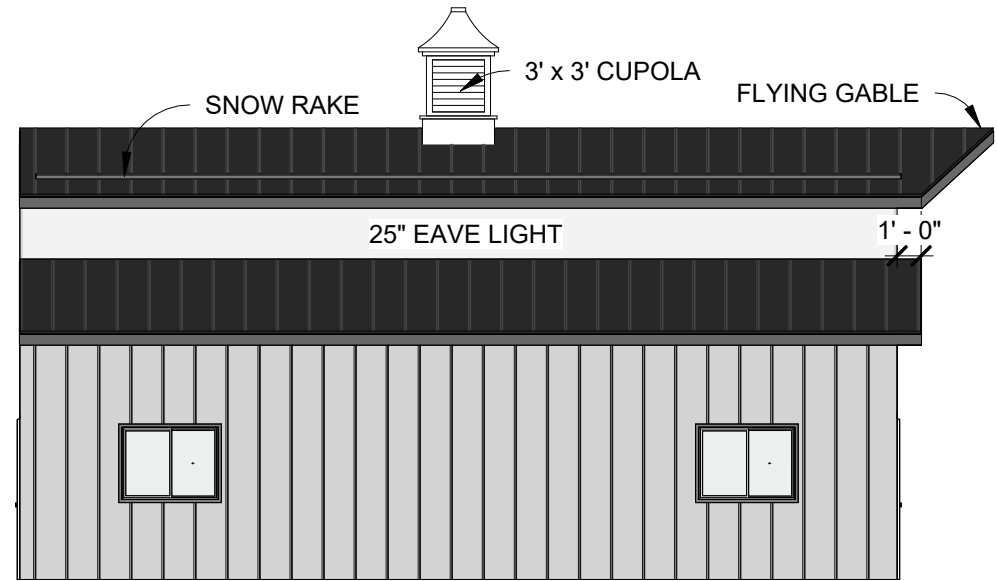 3' x 3' CUPOLA
SNOW RAKE
FLYING GABLE
25" EAVE LIGHT
1' - 0"